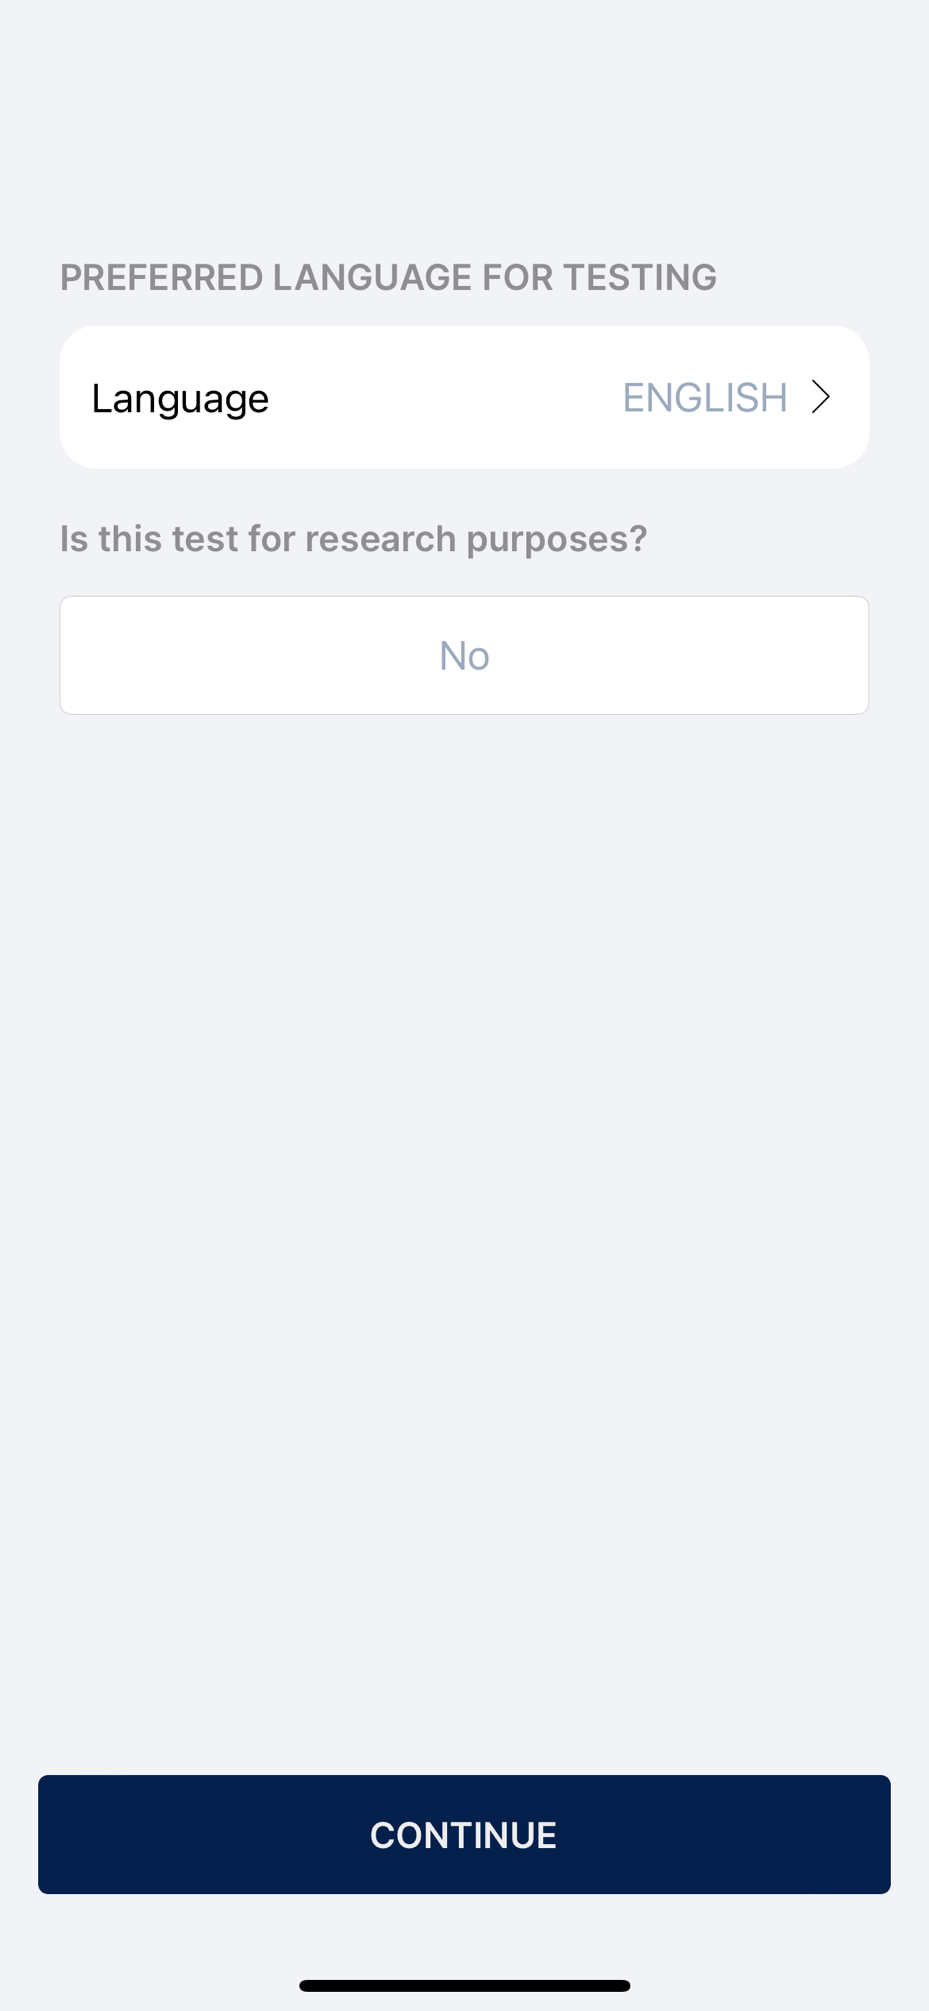 PREFERRED LANGUAGE FOR TESTING
Language ENGLISH
Is this test for research purposes?
No
CONTINUE